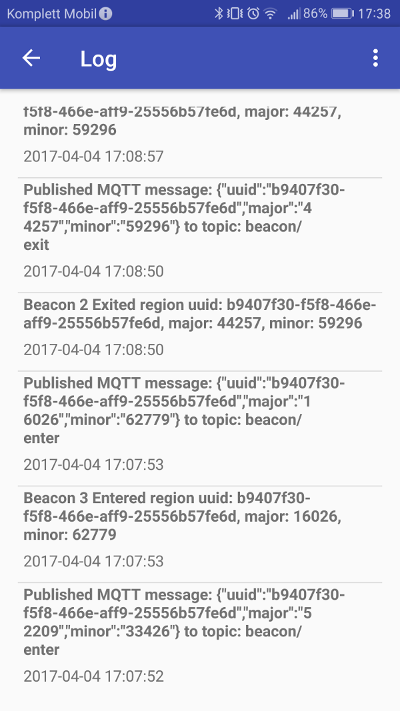 Komplett Mobil 86% 17:38
Log
f5f8-466e-aff9-25556b57fe6d, major: 44257,
minor: 59296
2017-04-04 17:08:57
Published MQTT message: {"uuid":"b9407f30-
f5f8-466e-aff9-25556b57fe6d","major":"4
4257","minor":"59296"} to topic: beacon/
exit
2017-04-04 17:08:50
Beacon 2 Exited region uuid: b9407f30-f5f8-466e-
aff9-25556b57fe6d, major: 44257, minor: 59296
2017-04-04 17:08:50
Published MQTT message: {"uuid":"b9407f30-
f5f8-466e-aff9-25556b57fe6d","major":"1
6026","minor":"62779"} to topic: beacon/
enter
2017-04-04 17:07:53
Beacon 3 Entered region uuid: b9407f30-
f5f8-466e-aff9-25556b57fe6d, major: 16026,
minor: 62779
2017-04-04 17:07:53
Published MQTT message: {"uuid":"b9407f30-
f5f8-466e-aff9-25556b57fe6d","major":"5
2209","minor":"33426"} to topic: beacon/
enter
2017-04-04 17:07:52